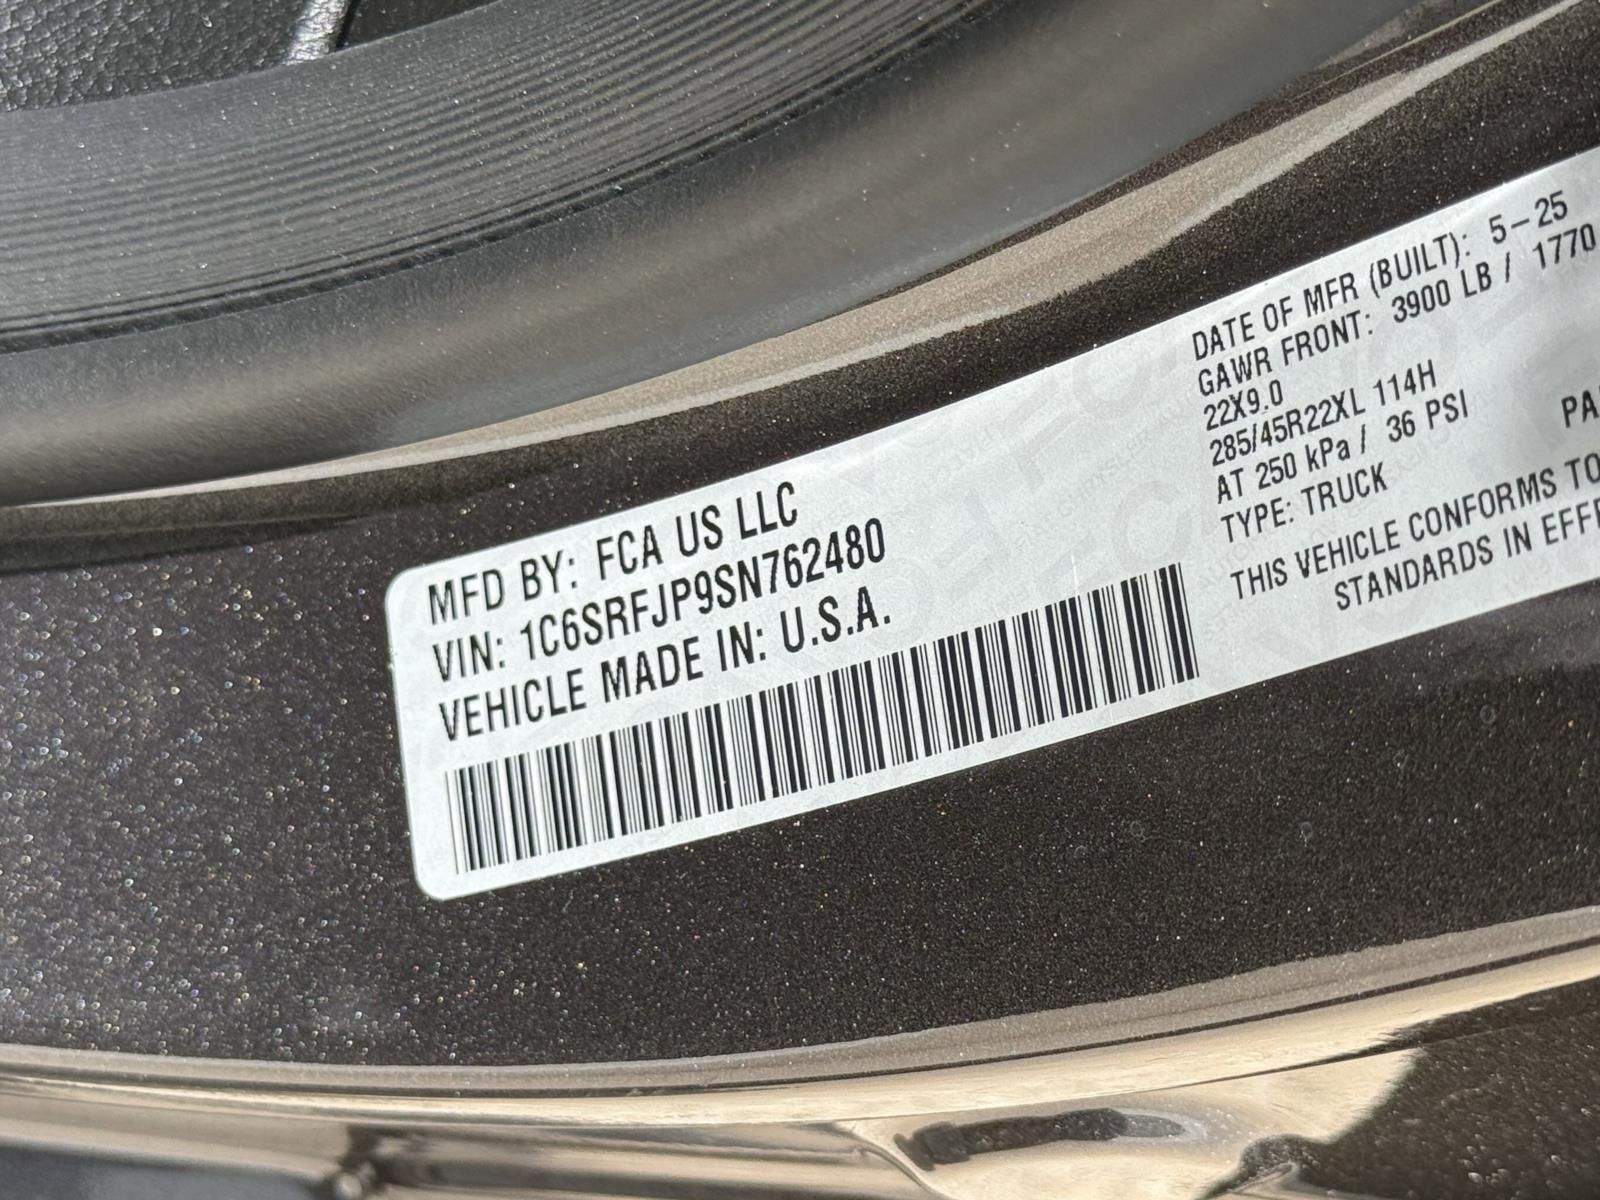 MFD BY: FCA US LLC
VIN: 1C6SRFJP9SN762480
VEHICLE MADE IN: U.S.A.
DATE OF MFR (BUILT): 5-25
GAWR FRONT: 3900 LB / 1770
22X9.0
285/45R22XL 114H
AT 250 kPa / 36 PSI
TYPE: TRUCK
THIS VEHICLE CONFORMS TO
STANDARDS IN